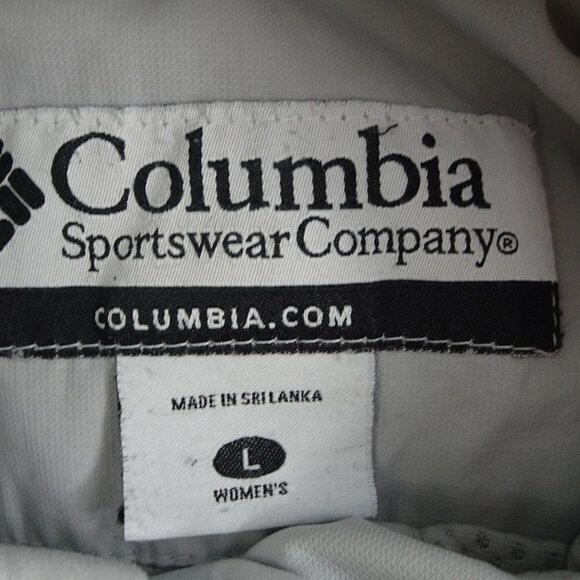 Columbia
Sportswear Company®
COLUMBIA.COM
MADE IN SRI LANKA
L
WOMEN'S